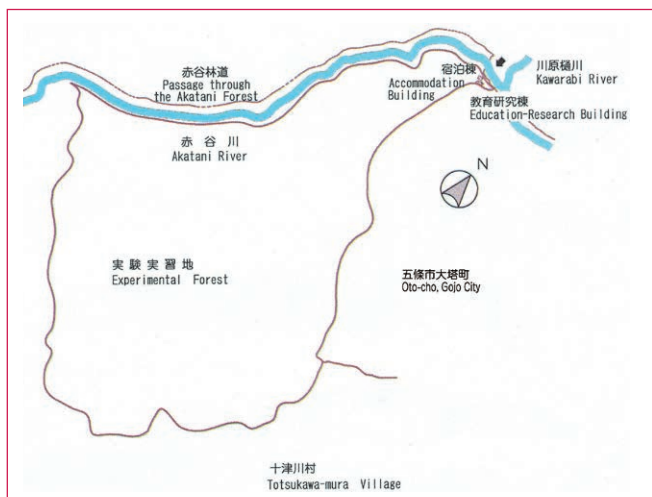 赤谷林道
Passage through
the Akatani Forest
宿泊棟
Accommodation
Building
川原樋川
Kawarabi River
教育研究棟
Education-Research Building
赤谷川
Akatani River
N
実験実習地
Experimental Forest
五條市大塔町
Oto-cho, Gojo City
十津川村
Totsukawa-mura Village